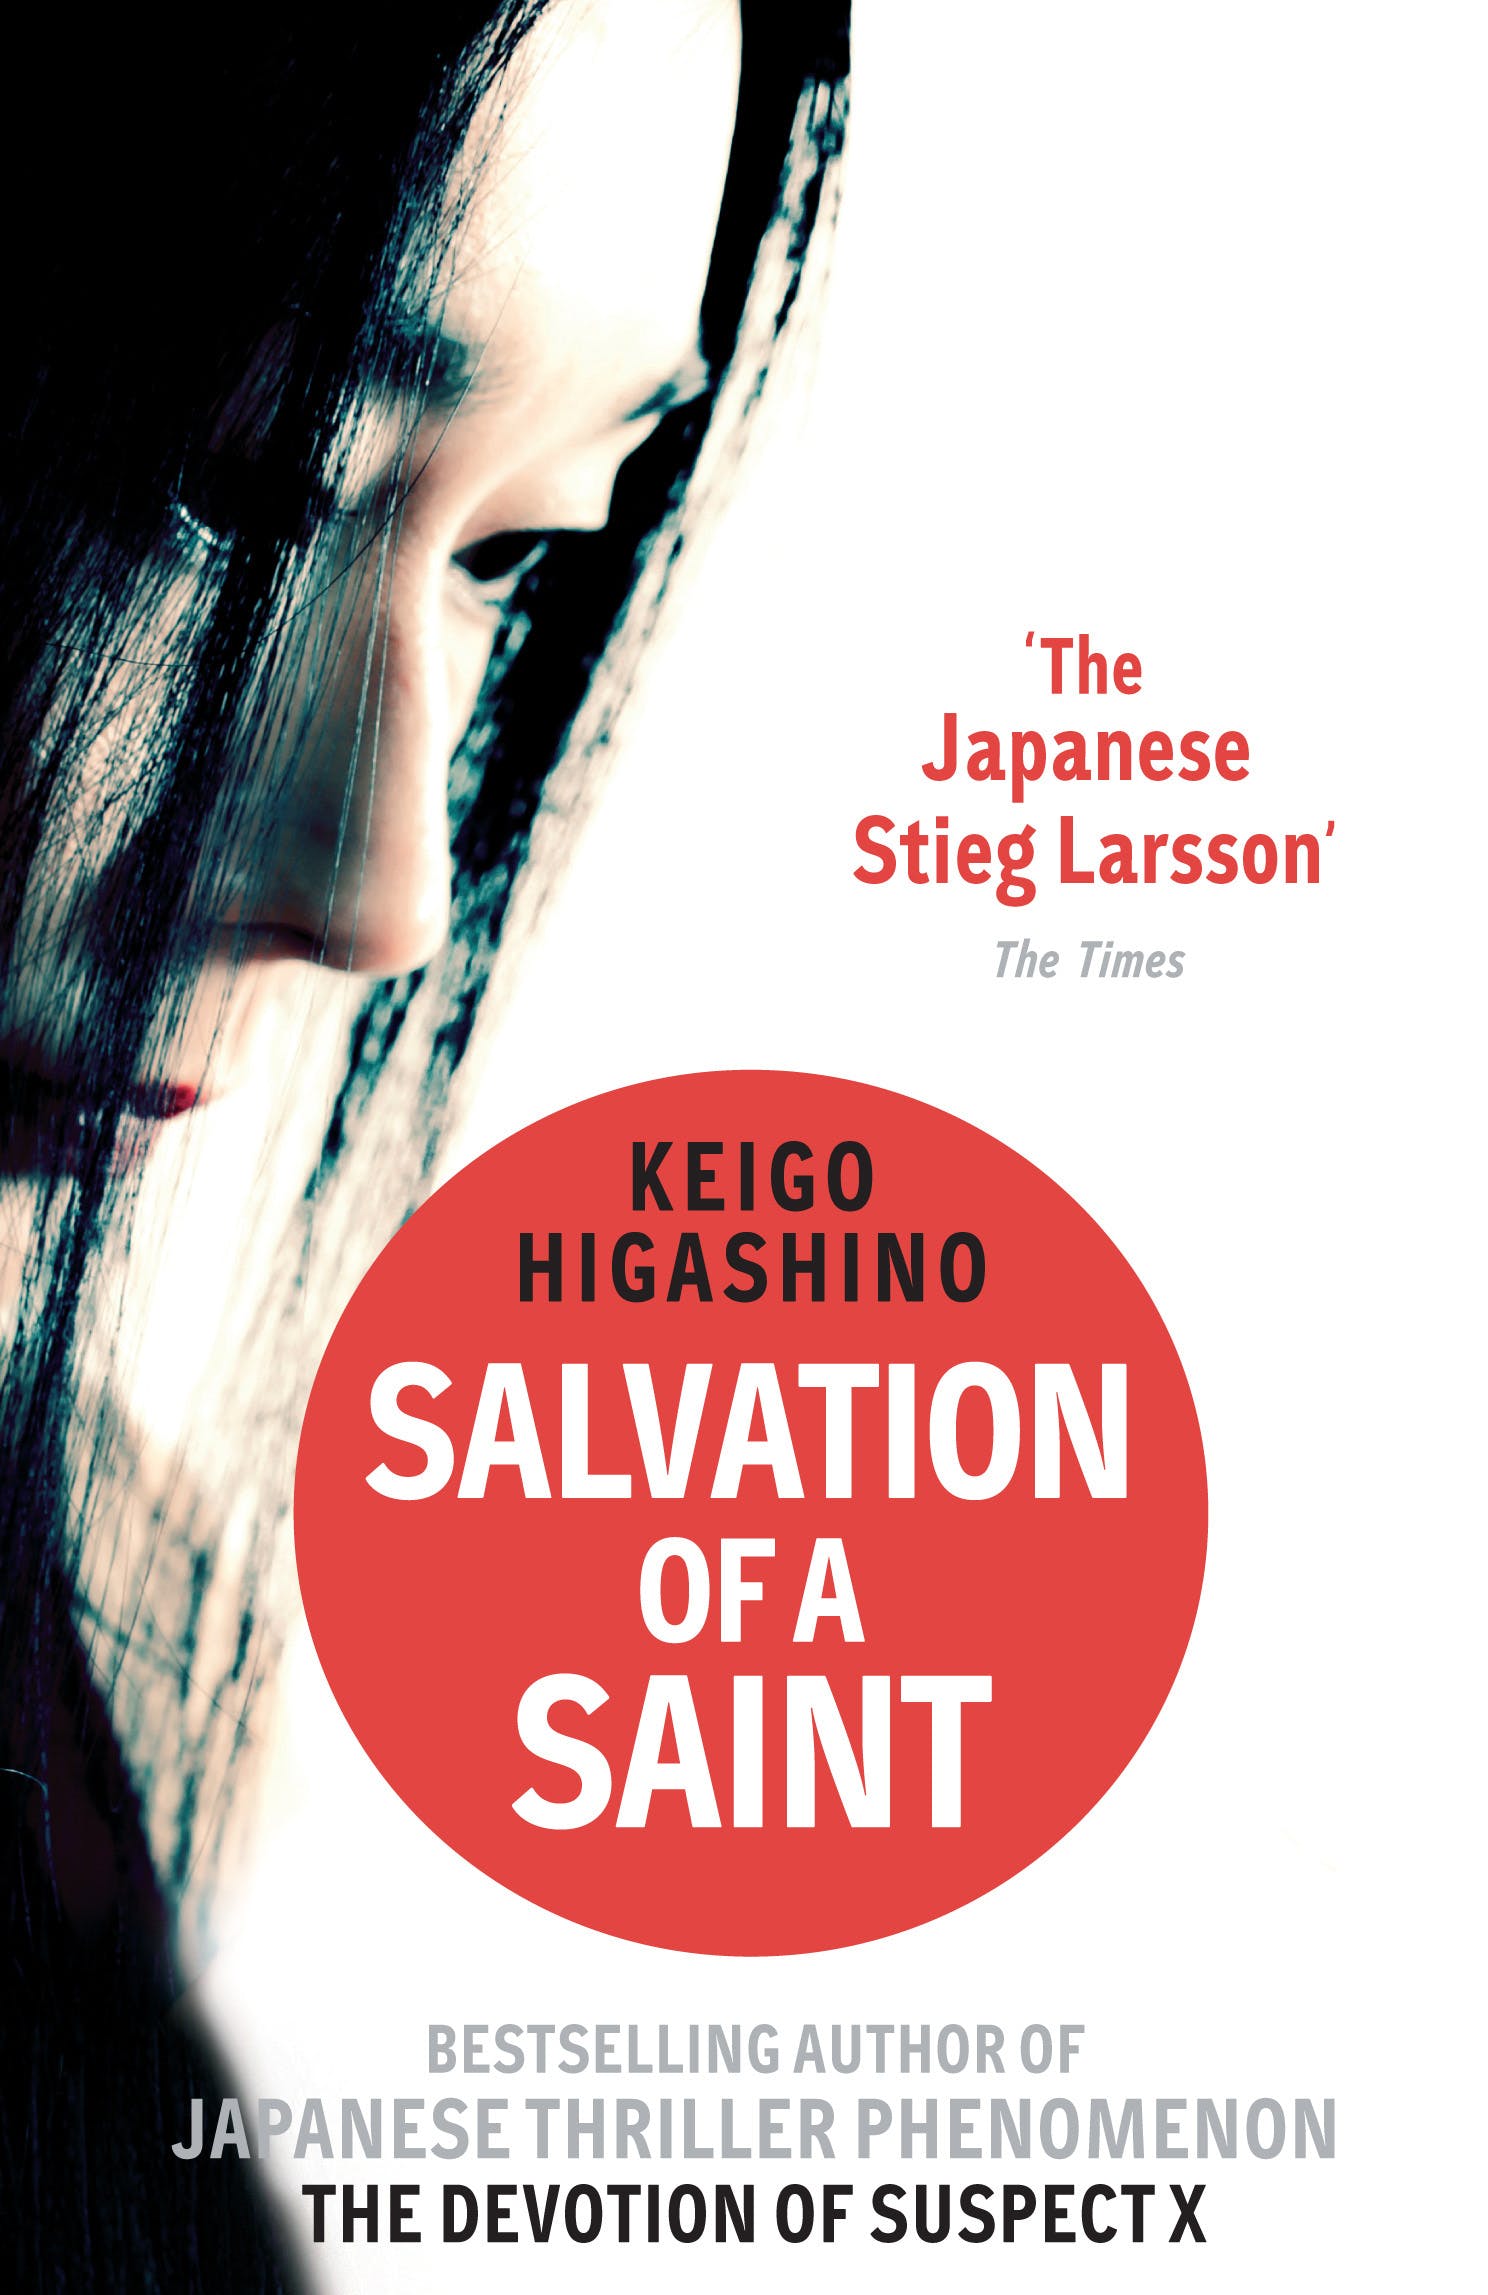 ‘The
Japanese
Stieg Larsson’
The Times
KEIGO
HIGASHINO
SALVATION
OF A
SAINT
BESTSELLING AUTHOR OF
JAPANESE THRILLER PHENOMENON
THE DEVOTION OF SUSPECT X